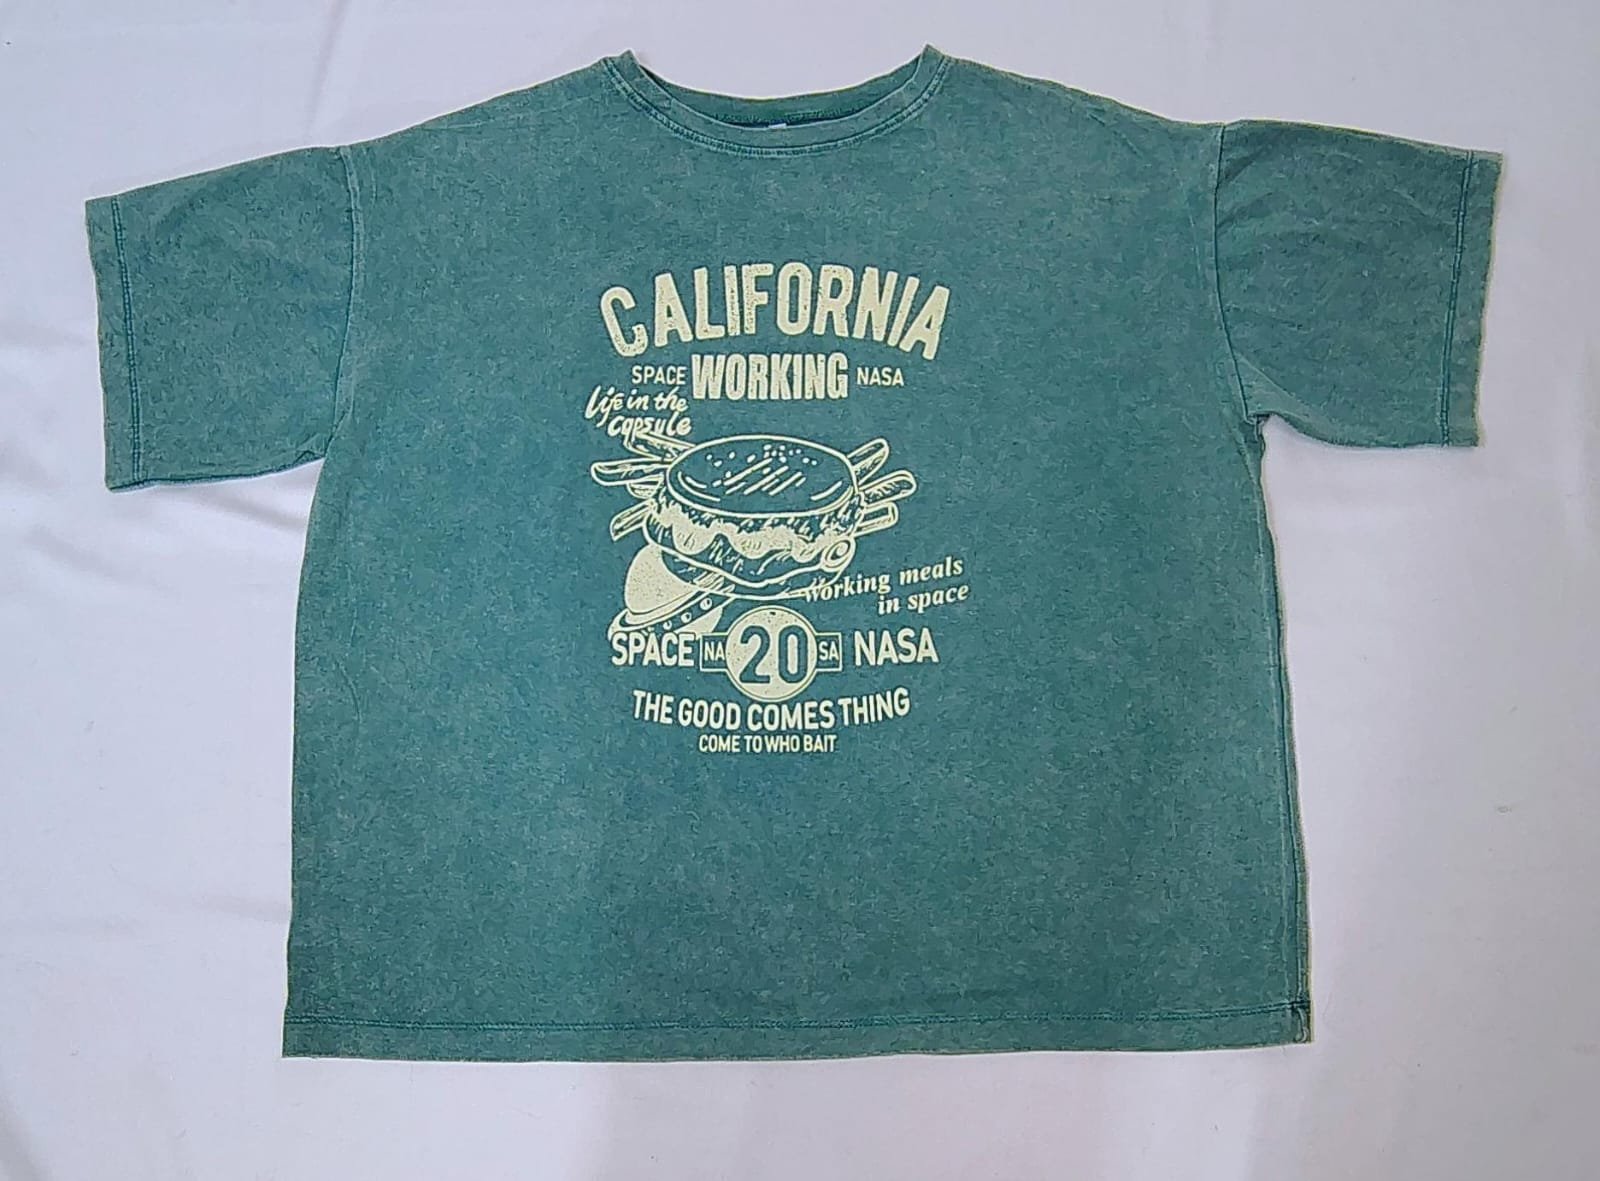 CALIFORNIA
SPACE WORKING NASA
life in the
capsule
working meals
in space
SPACE NA 20 SA NASA
THE GOOD COMES THING
COME TO WHO BAIT